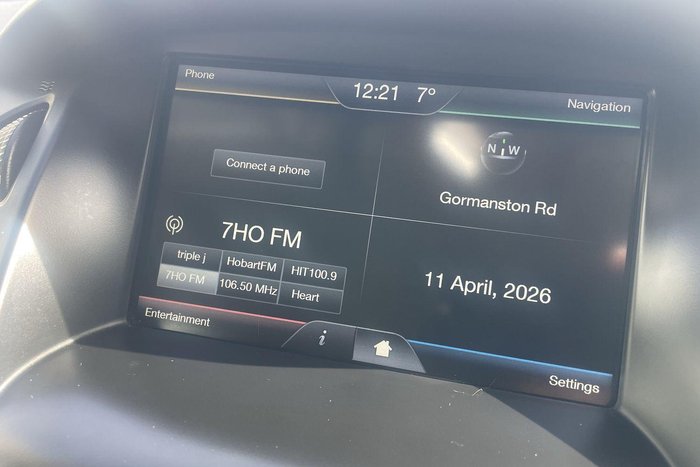 Phone
12:21 7°
Navigation
Connect a phone
N W
Gormanston Rd
7HO FM
triple j HobartFM HIT100.9
7HO FM 106.50 MHz Heart
11 April, 2026
Entertainment
i
Settings